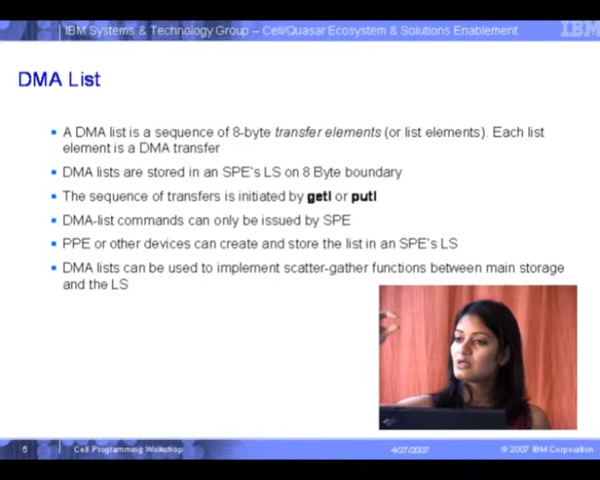 IBM Systems & Technology Group – Cell/Quasar Ecosystem & Solutions Enablement
IBM
DMA List
▪ A DMA list is a sequence of 8-byte transfer elements (or list elements). Each list
element is a DMA transfer
▪ DMA lists are stored in an SPE's LS on 8 Byte boundary
▪ The sequence of transfers is initiated by getl or putl
▪ DMA-list commands can only be issued by SPE
▪ PPE or other devices can create and store the list in an SPE's LS
▪ DMA lists can be used to implement scatter-gather functions between main storage
and the LS
Cell Programming Workshop
4/27/2007
© 2007 IBM Corporation